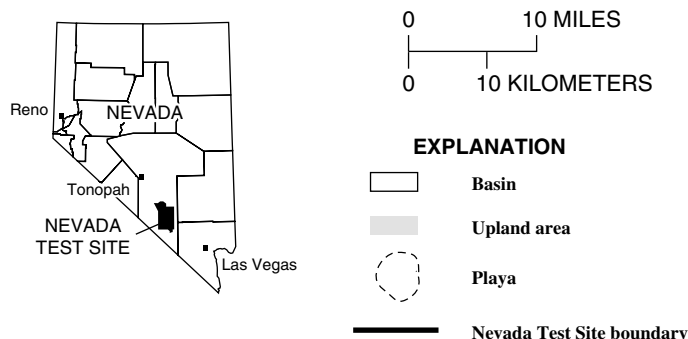 Reno
NEVADA
Tonopah
NEVADA
TEST SITE
Las Vegas
0 10 MILES
0 10 KILOMETERS
EXPLANATION
Basin
Upland area
Playa
Nevada Test Site boundary